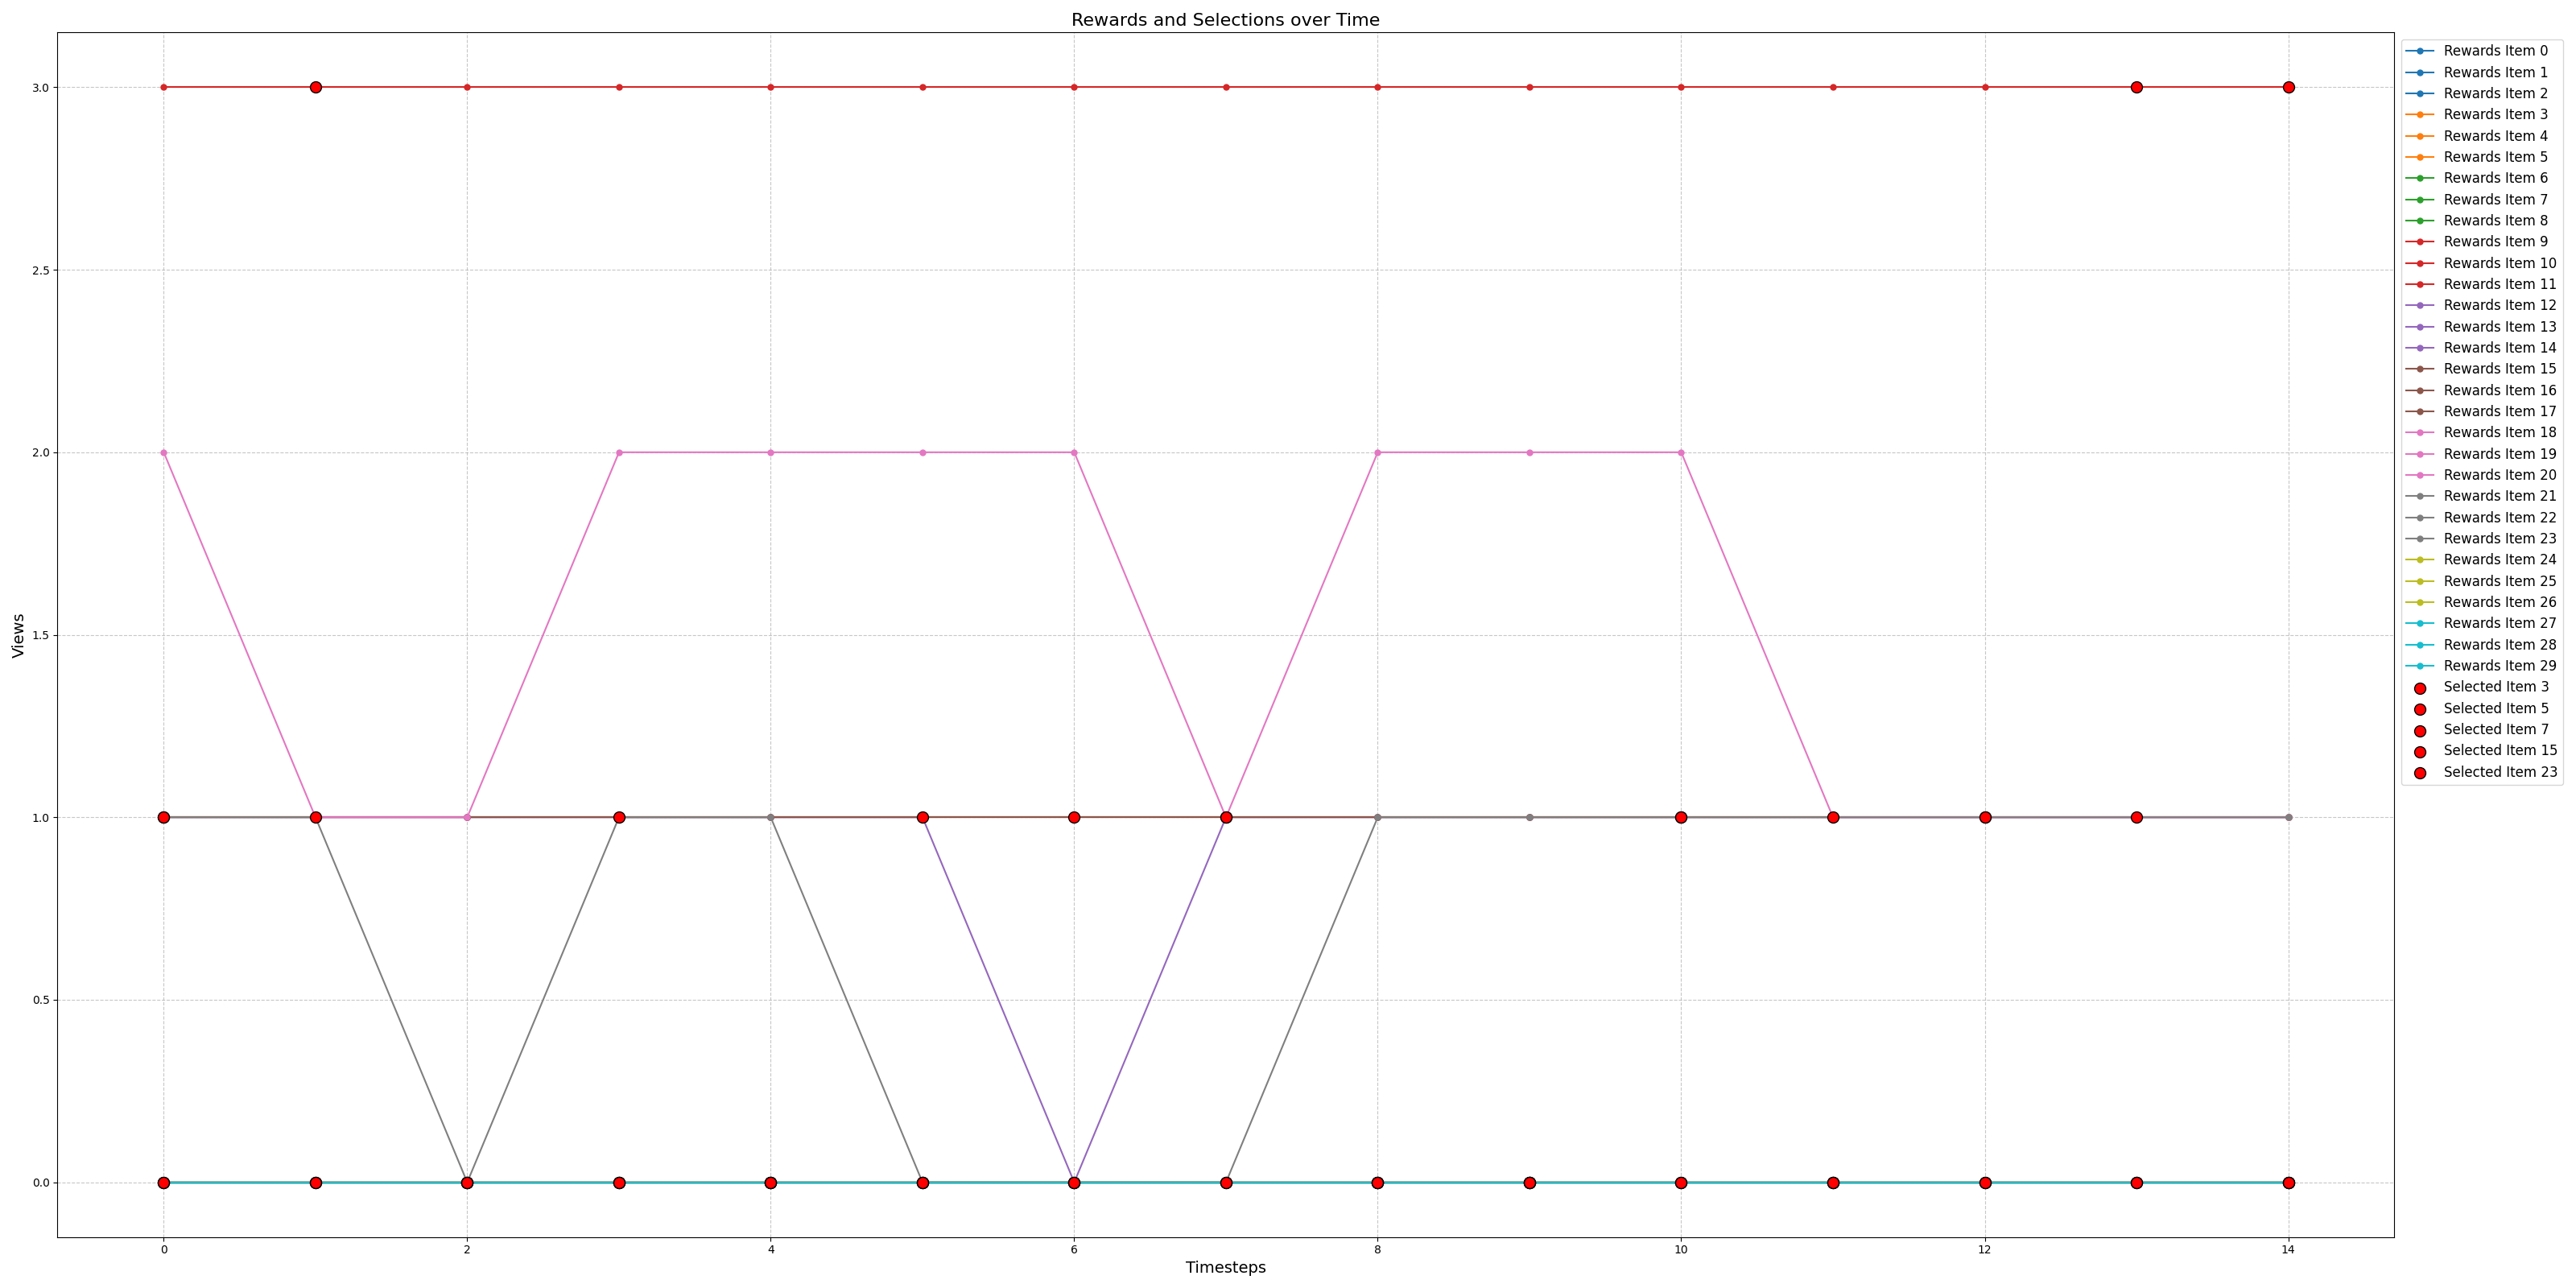 Rewards and Selections over Time
3.0
2.5
2.0
1.5
1.0
0.5
0.0
Views
0
2
4
6
8
10
12
14
Timesteps
Rewards Item 0
Rewards Item 1
Rewards Item 2
Rewards Item 3
Rewards Item 4
Rewards Item 5
Rewards Item 6
Rewards Item 7
Rewards Item 8
Rewards Item 9
Rewards Item 10
Rewards Item 11
Rewards Item 12
Rewards Item 13
Rewards Item 14
Rewards Item 15
Rewards Item 16
Rewards Item 17
Rewards Item 18
Rewards Item 19
Rewards Item 20
Rewards Item 21
Rewards Item 22
Rewards Item 23
Rewards Item 24
Rewards Item 25
Rewards Item 26
Rewards Item 27
Rewards Item 28
Rewards Item 29
Selected Item 3
Selected Item 5
Selected Item 7
Selected Item 15
Selected Item 23